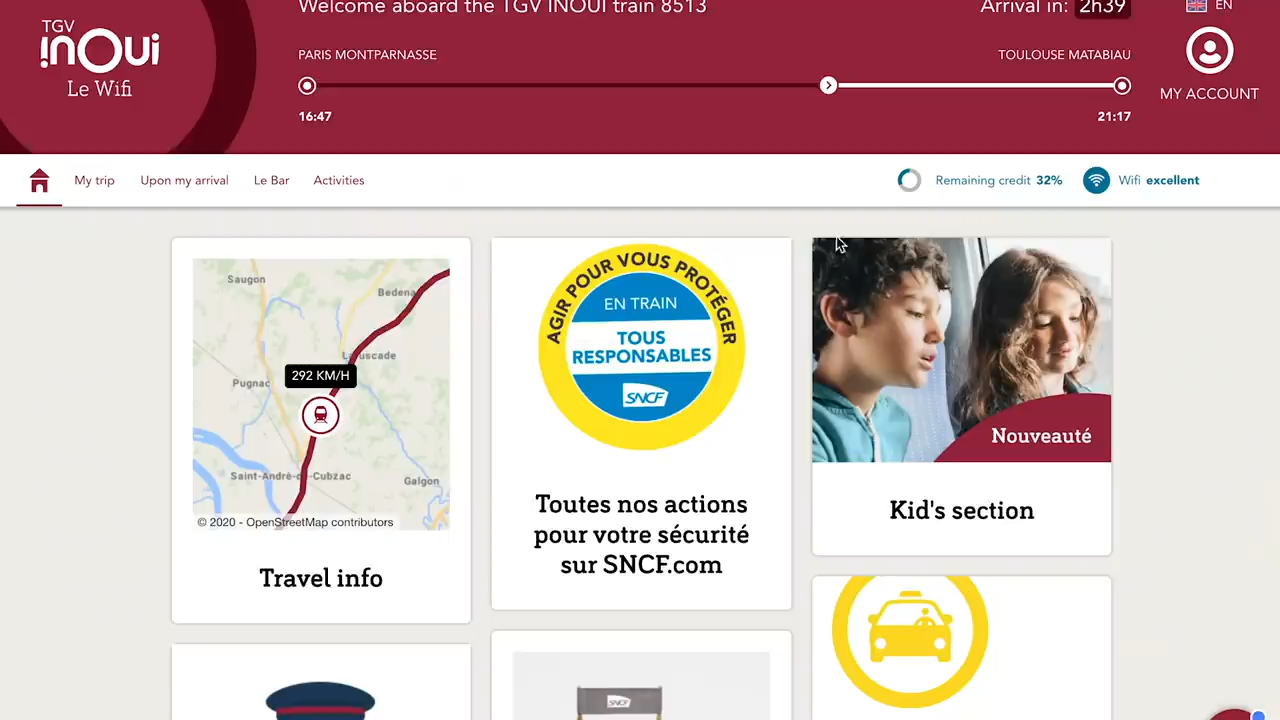 Welcome aboard the TGV INOUI train 8513
Arrival in: 2h39
EN
TGV
inOui
Le Wifi
PARIS MONTPARNASSE
TOULOUSE MATABIAU
16:47
21:17
MY ACCOUNT
My trip
Upon my arrival
Le Bar
Activities
Remaining credit 32%
Wifi excellent
Saugon
Bedena
Laruscade
292 KM/H
Pugnac
Saint-André-de-Cubzac
Galgon
© 2020 - OpenStreetMap contributors
Travel info
AGIR POUR VOUS PROTÉGER
EN TRAIN
TOUS
RESPONSABLES
SNCF
Toutes nos actions
pour votre sécurité
sur SNCF.com
Nouveauté
Kid's section
SNCF